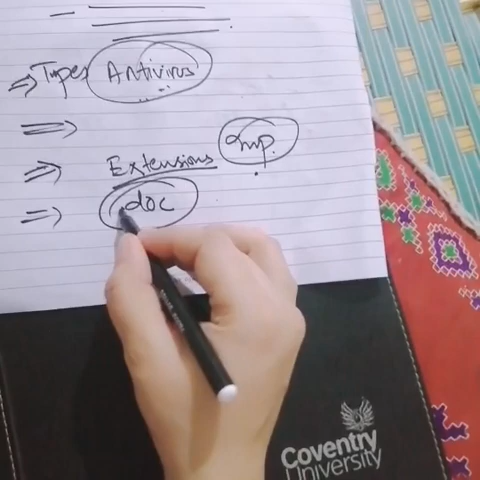 ⇒ Types Antivirus
⇒
⇒ Extensions Imp.
⇒ .doc
Coventry
University